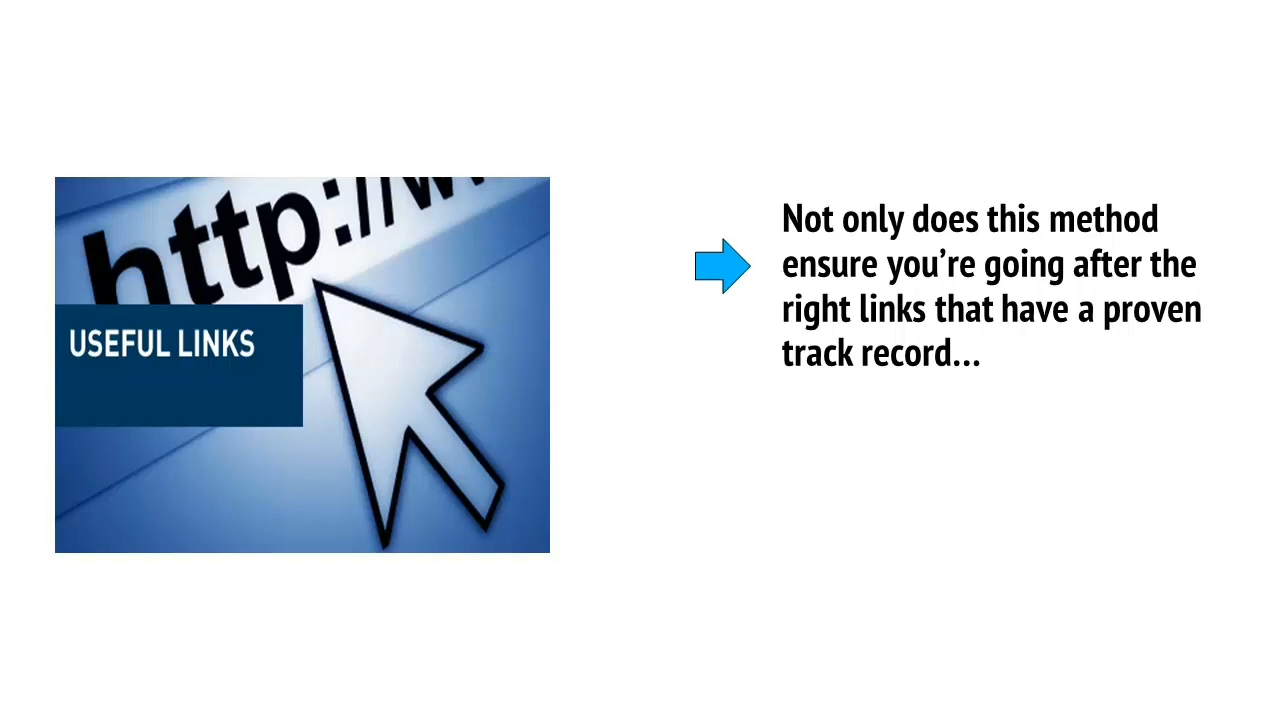 http://w
USEFUL LINKS
Not only does this method
ensure you’re going after the
right links that have a proven
track record...